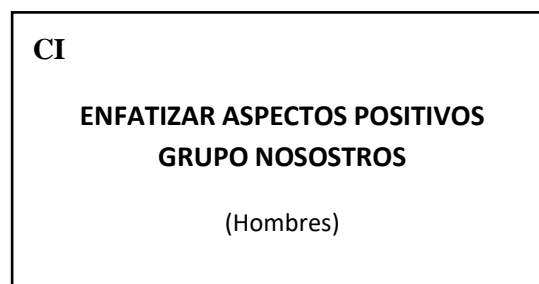 CI
ENFATIZAR ASPECTOS POSITIVOS
GRUPO NOSOSTROS
(Hombres)